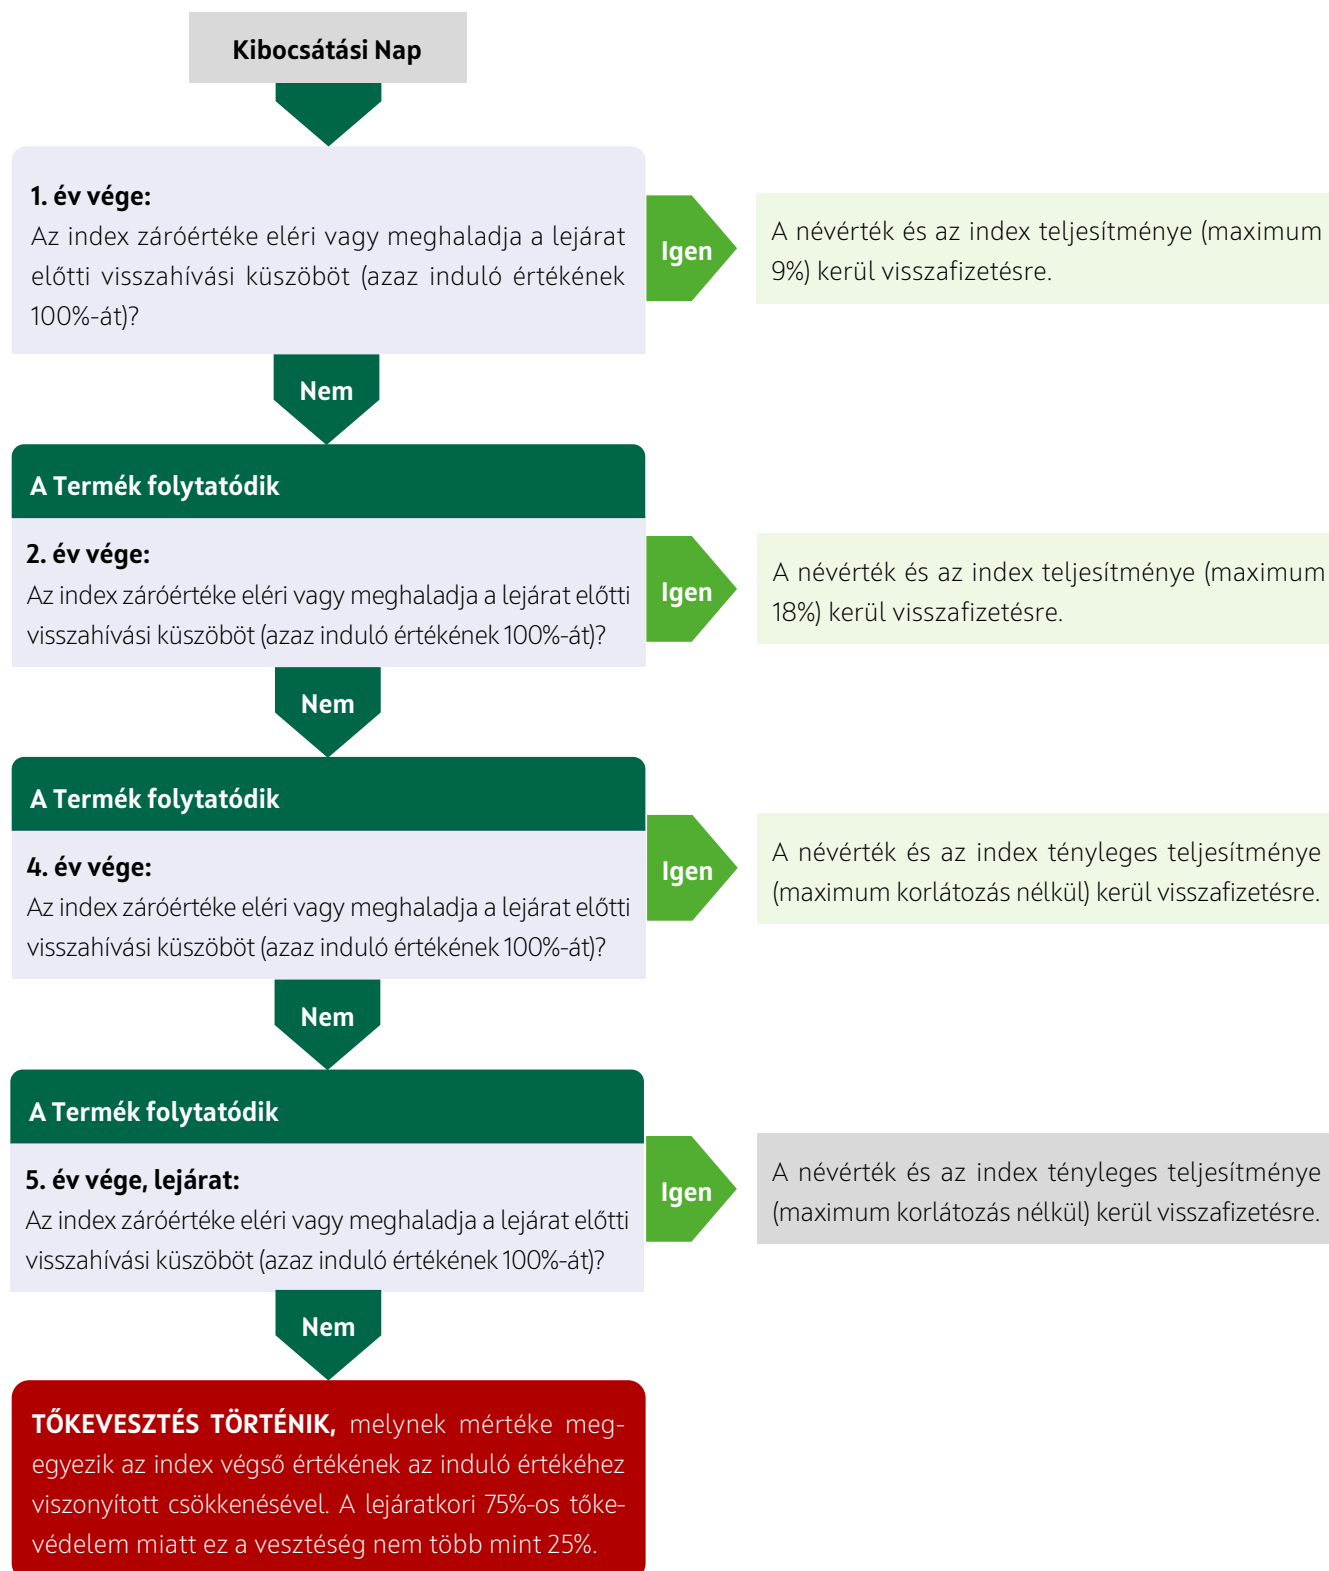 Kibocsátási Nap
1. év vége:
Az index záróértéke eléri vagy meghaladja a lejárat
előtti visszahívási küszöböt (azaz induló értékének
100%-át)?
Igen
A névérték és az index teljesítménye (maximum
9%) kerül visszafizetésre.
Nem
A Termék folytatódik
2. év vége:
Az index záróértéke eléri vagy meghaladja a lejárat előtti
visszahívási küszöböt (azaz induló értékének 100%-át)?
Igen
A névérték és az index teljesítménye (maximum
18%) kerül visszafizetésre.
Nem
A Termék folytatódik
4. év vége:
Az index záróértéke eléri vagy meghaladja a lejárat előtti
visszahívási küszöböt (azaz induló értékének 100%-át)?
Igen
A névérték és az index tényleges teljesítménye
(maximum korlátozás nélkül) kerül visszafizetésre.
Nem
A Termék folytatódik
5. év vége, lejárat:
Az index záróértéke eléri vagy meghaladja a lejárat előtti
visszahívási küszöböt (azaz induló értékének 100%-át)?
Igen
A névérték és az index tényleges teljesítménye
(maximum korlátozás nélkül) kerül visszafizetésre.
Nem
TŐKEVESZTÉS TÖRTÉNIK, melynek mértéke meg-
egyezik az index végső értékének az induló értékéhez
viszonyított csökkenésével. A lejáratkori 75%-os tőke-
védelem miatt ez a vesztéség nem több mint 25%.